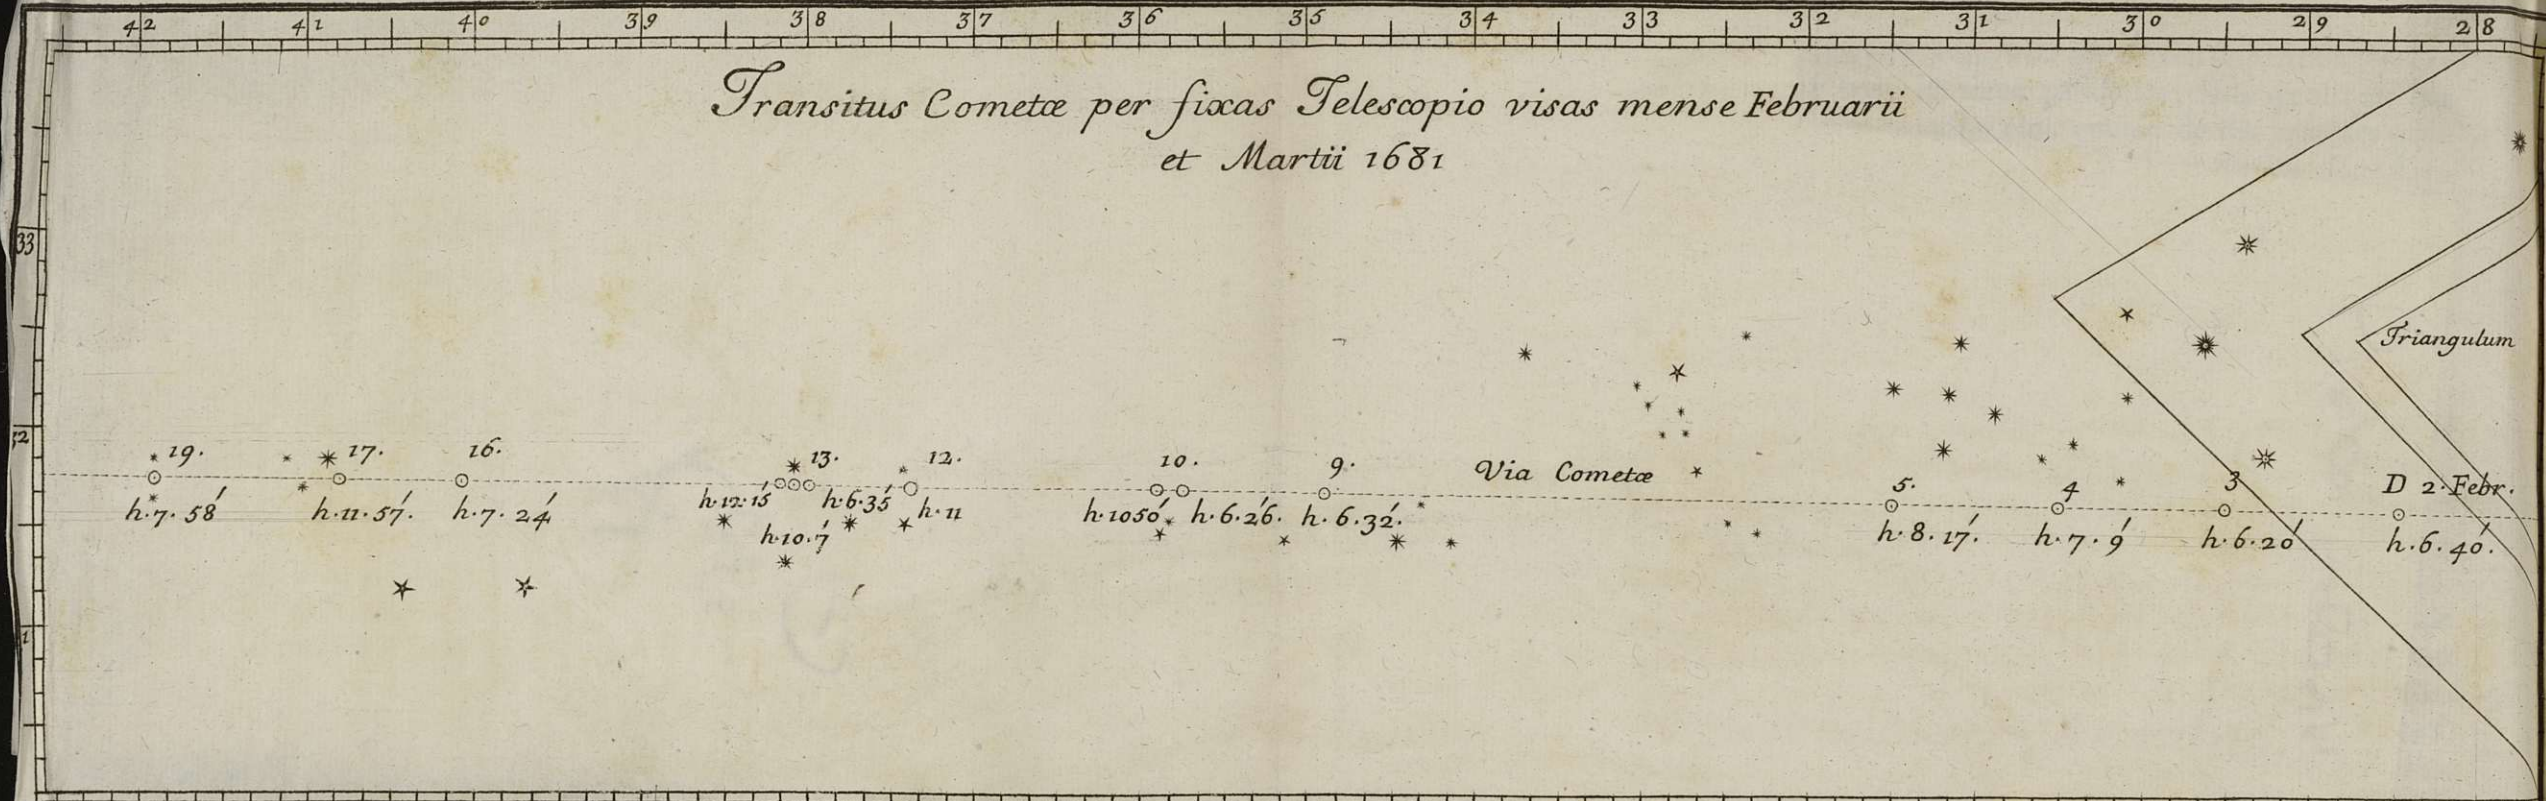 42 41 40 39 38 37 36 35 34 33 32 31 30 29 28
Transitus Cometæ per fixas Telescopio visas mense Februarii
et Martii 1681
33
Triangulum
32
19. 17. 16. 13. 12. 10. 9. Via Cometæ 5. 4 3 D 2. Febr.
h. 7. 58' h. 11. 57'. h. 7. 24' h. 12. 15' h. 6. 35' h. 11 h. 10 50' h. 6. 26'. h. 6. 32'. h. 8. 17'. h. 7. 9' h. 6. 20' h. 6. 40'.
h. 10. 7'
1